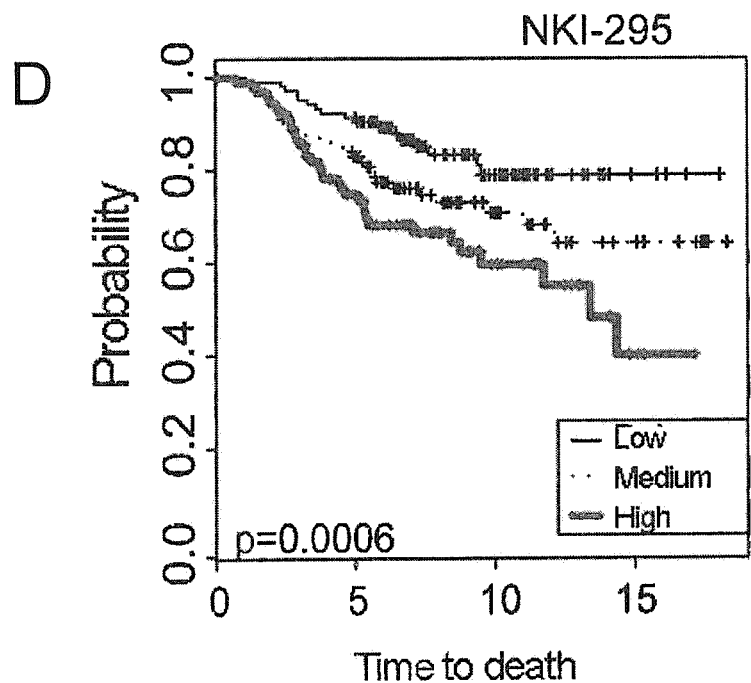 NKI-295
D
Probability
1.0
0.8
0.6
0.4
0.2
0.0
p=0.0006
Low
Medium
High
0 5 10 15
Time to death